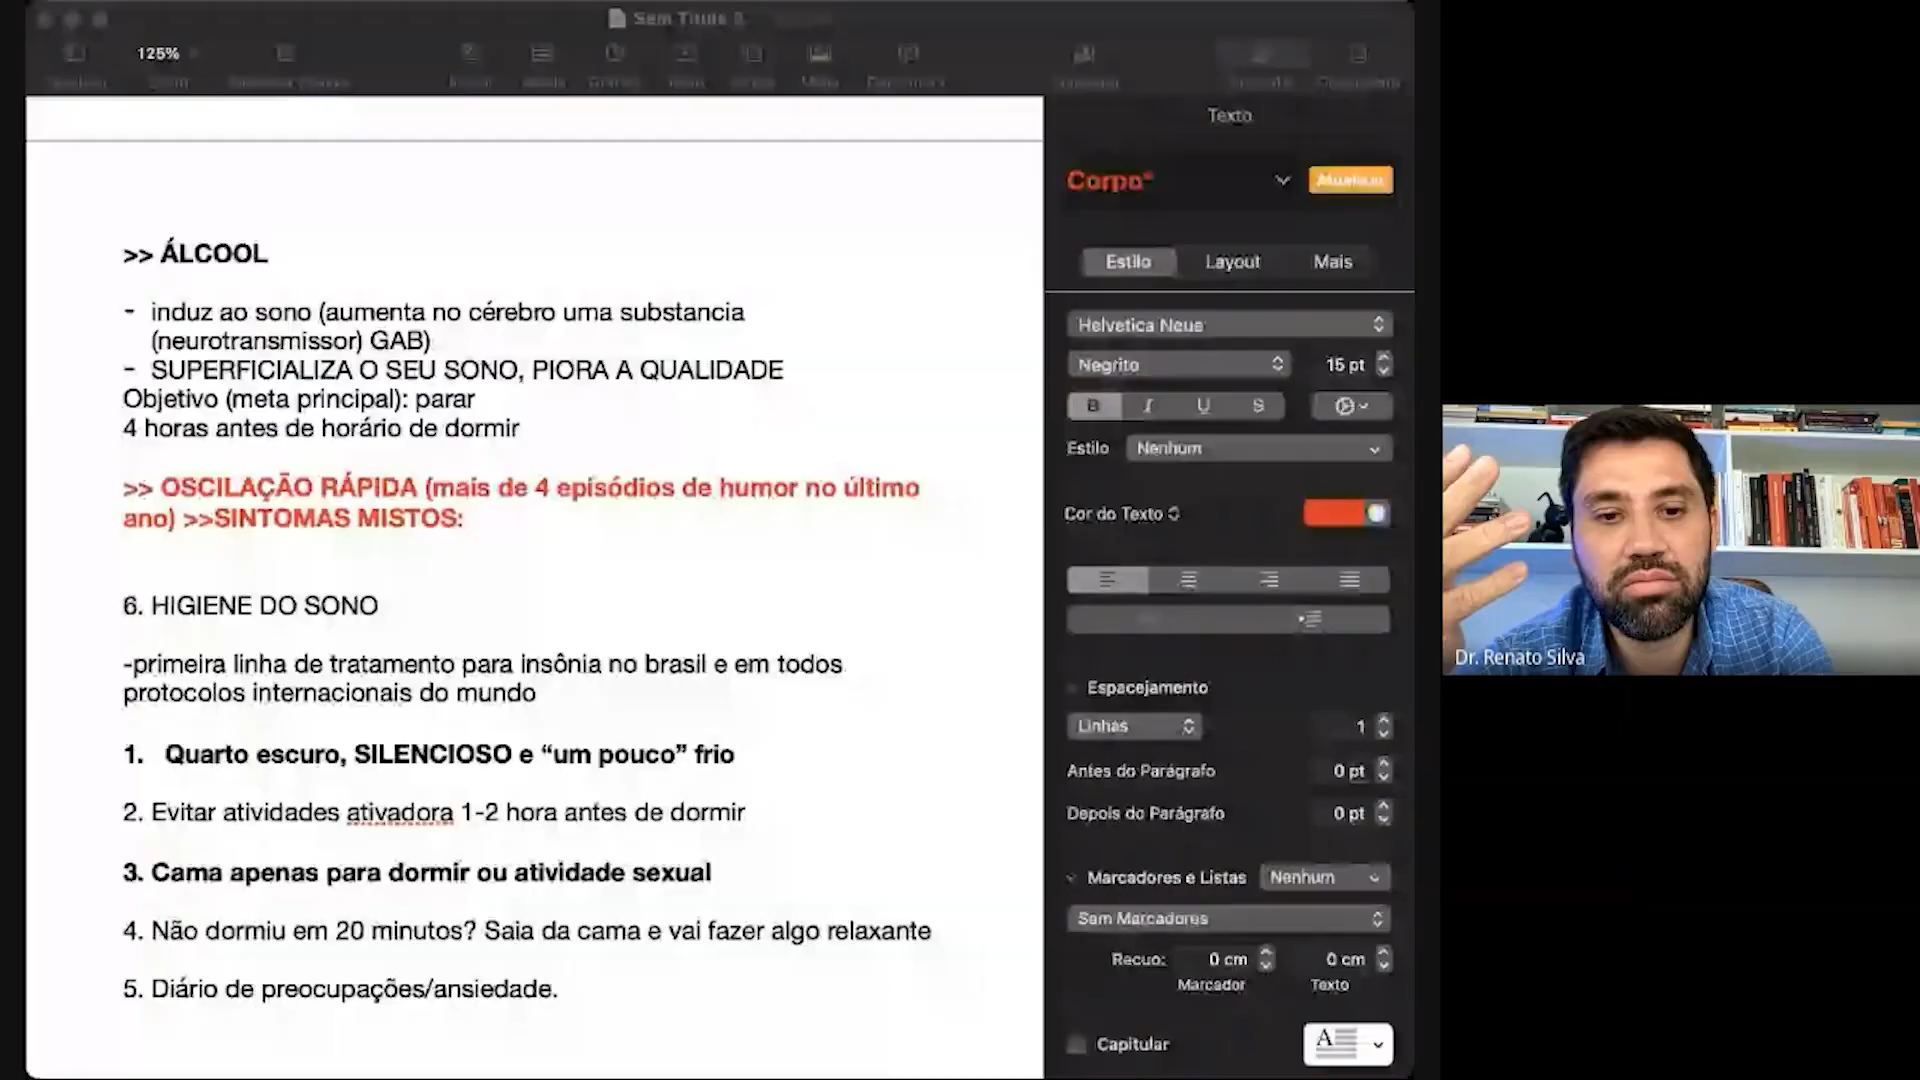 Sem Título 2
125%
Texto
Corpo*
Estilo
Layout
Mais
>> ÁLCOOL
- induz ao sono (aumenta no cérebro uma substancia
(neurotransmissor) GAB)
- SUPERFICIALIZA O SEU SONO, PIORA A QUALIDADE
Objetivo (meta principal): parar
4 horas antes de horário de dormir
>> OSCILAÇÃO RÁPIDA (mais de 4 episódios de humor no último
ano) >>SINTOMAS MISTOS:
6. HIGIENE DO SONO
-primeira linha de tratamento para insônia no brasil e em todos
protocolos internacionais do mundo
1. Quarto escuro, SILENCIOSO e “um pouco” frio
2. Evitar atividades ativadora 1-2 hora antes de dormir
3. Cama apenas para dormir ou atividade sexual
4. Não dormiu em 20 minutos? Saia da cama e vai fazer algo relaxante
5. Diário de preocupações/ansiedade.
Helvetica Neue
Negrito
15 pt
B I U S
Estilo
Nenhum
Cor do Texto
Espacejamento
Linhas
1
Antes do Parágrafo
0 pt
Depois do Parágrafo
0 pt
Marcadores e Listas
Nenhum
Sem Marcadores
Recuo:
0 cm
0 cm
Marcador
Texto
Capitular
A
Dr. Renato Silva